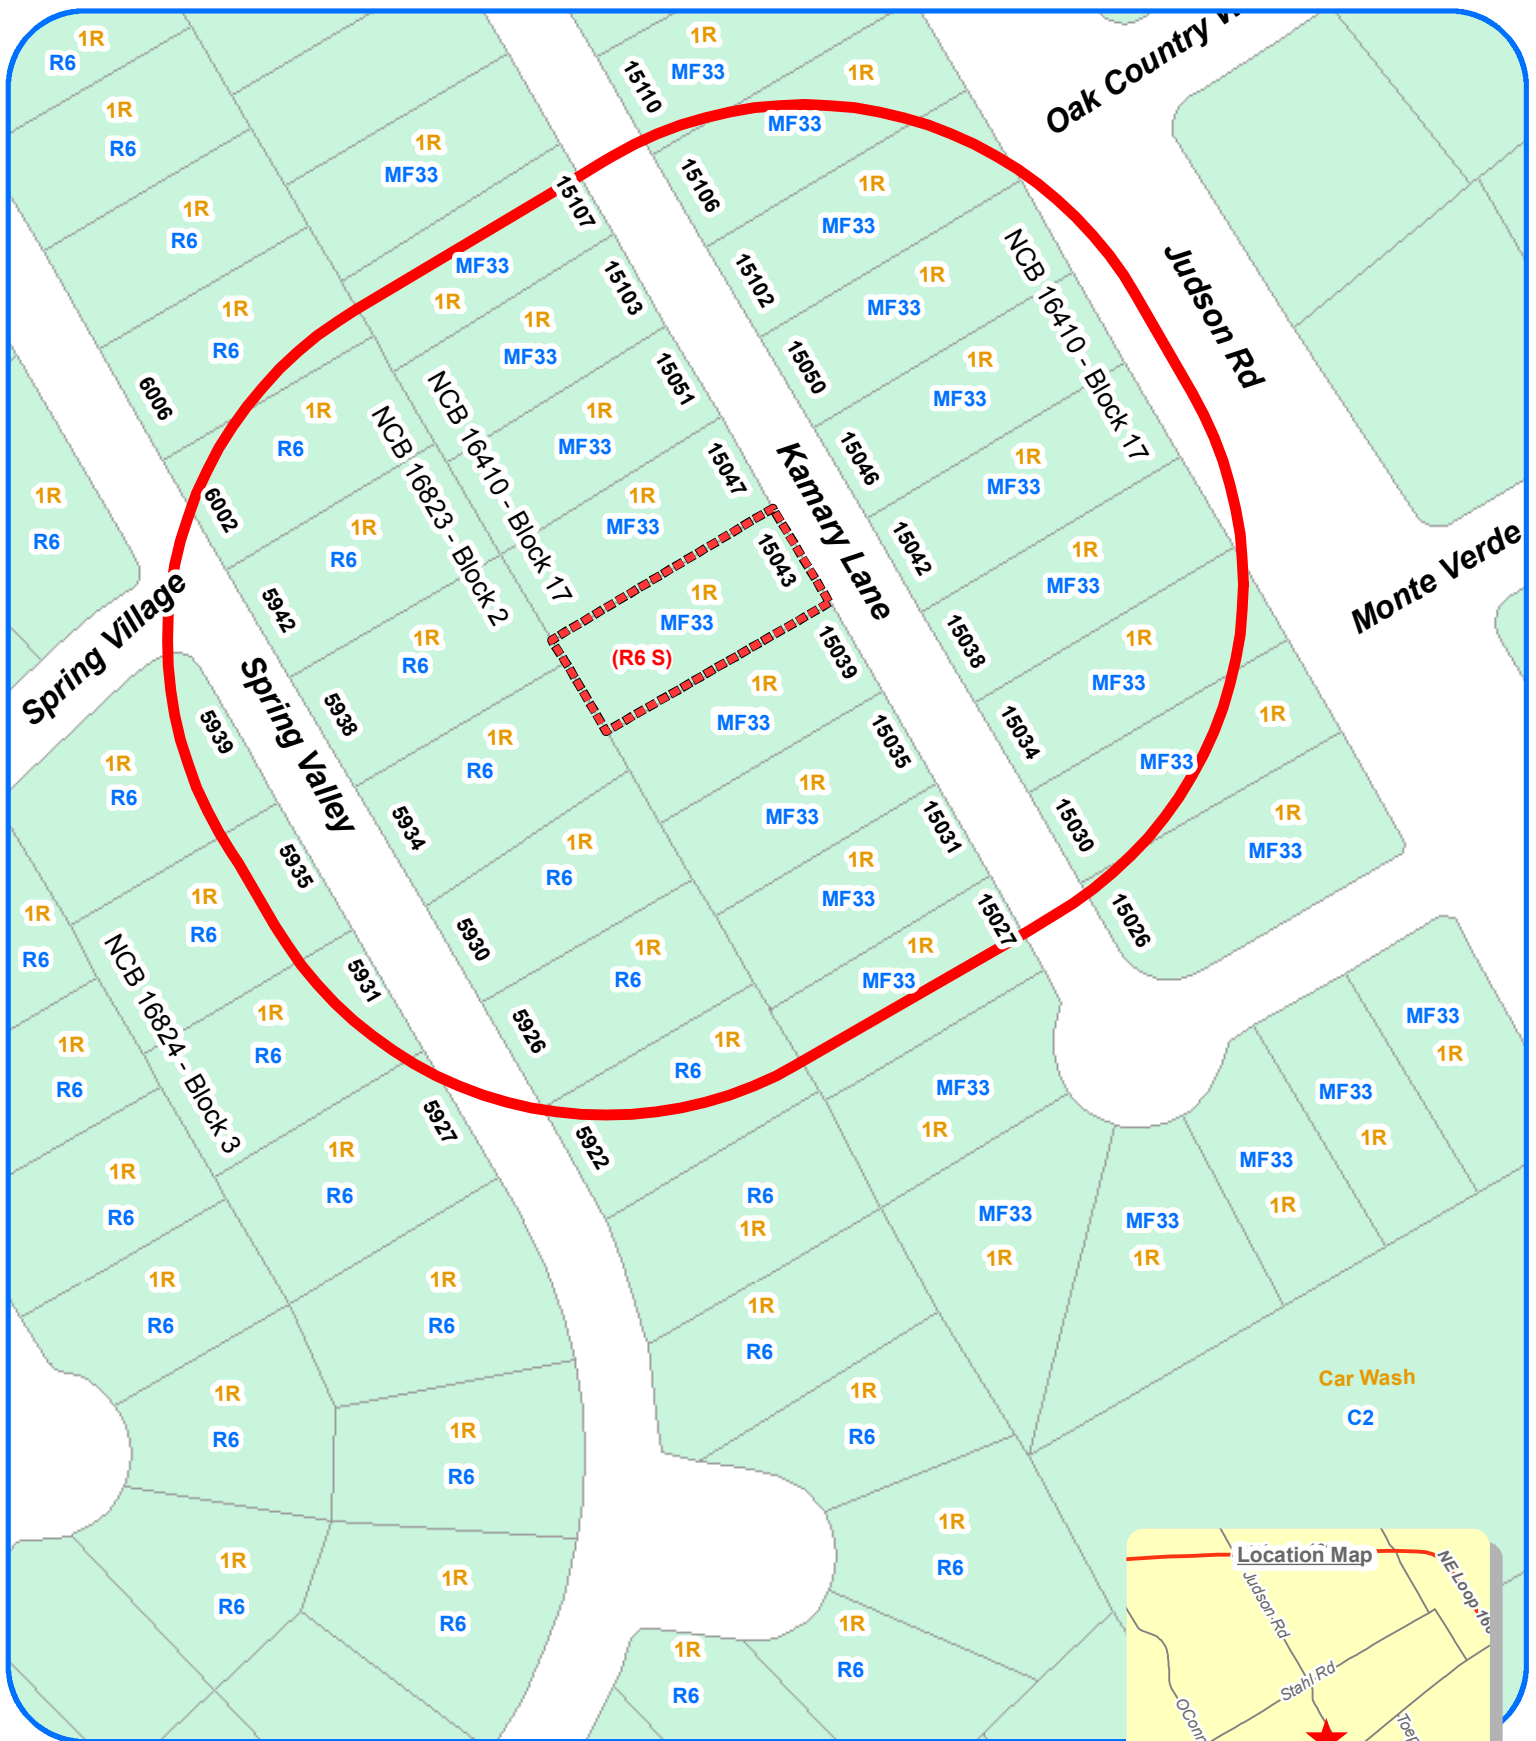 1R
R6
1R
MF33
15110
Oak Country W
1R
MF33
1R
R6
1R
MF33
15107
15106
1R
MF33
1R
R6
MF33
1R
15103
15102
1R
MF33
NCB 16410 - Block 17
Judson Rd
1R
R6
1R
MF33
15051
15050
1R
MF33
6006
1R
R6
NCB 16823 - Block 2
NCB 16410 - Block 17
1R
MF33
15047
Kamary Lane
15046
1R
MF33
1R
R6
6002
1R
R6
1R
MF33
15043
15042
1R
MF33
Monte Verde
Spring Village
5942
1R
R6
1R
MF33
(R6 S)
15039
15038
1R
MF33
Spring Valley
5939
5938
1R
R6
1R
MF33
15035
15034
1R
MF33
1R
R6
5935
5934
1R
R6
1R
MF33
15031
15030
1R
MF33
1R
R6
1R
R6
5930
1R
R6
1R
MF33
15027
15026
NCB 16824 - Block 3
5931
5926
1R
MF33
1R
R6
1R
R6
1R
R6
MF33
1R
MF33
1R
MF33
1R
5927
5922
1R
R6
1R
R6
R6
1R
MF33
1R
MF33
1R
MF33
1R
1R
R6
1R
R6
1R
R6
1R
R6
1R
R6
1R
R6
Car Wash
C2
1R
R6
1R
R6
1R
R6
1R
R6
1R
R6
Location Map
Judson Rd
NE Loop
Stahl Rd